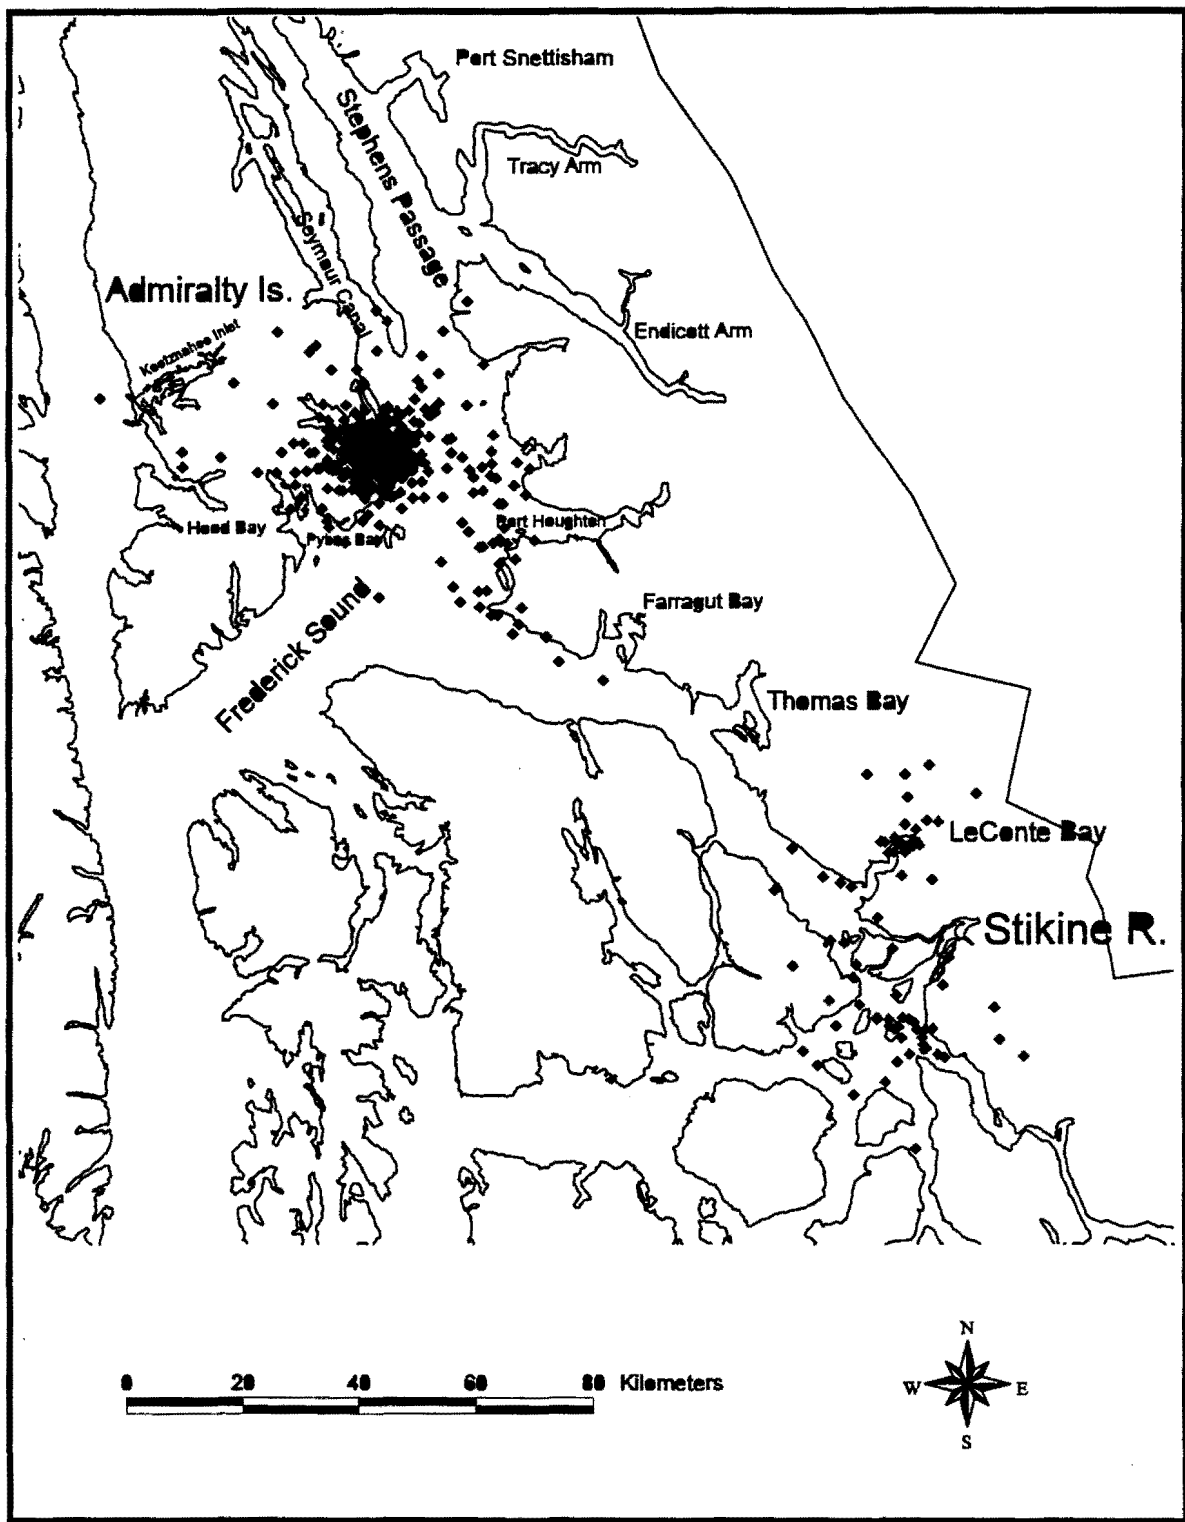 Port Snettisham
Stephens Passage
Tracy Arm
Seymour Canal
Admiralty Is.
Endicott Arm
Kootznahoo Inlet
Hood Bay
Pybus Bay
Port Houghton
Farragut Bay
Frederick Sound
Thomas Bay
LeConte Bay
Stikine R.
0 20 40 60 80 Kilometers
N
W E
S